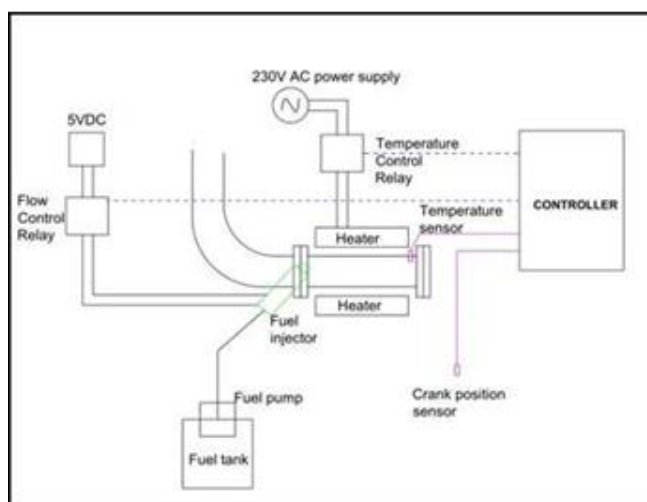 230V AC power supply
5VDC
Temperature
Control
Relay
Flow
Control
Relay
CONTROLLER
Temperature
sensor
Heater
Heater
Fuel
injector
Crank position
sensor
Fuel pump
Fuel tank